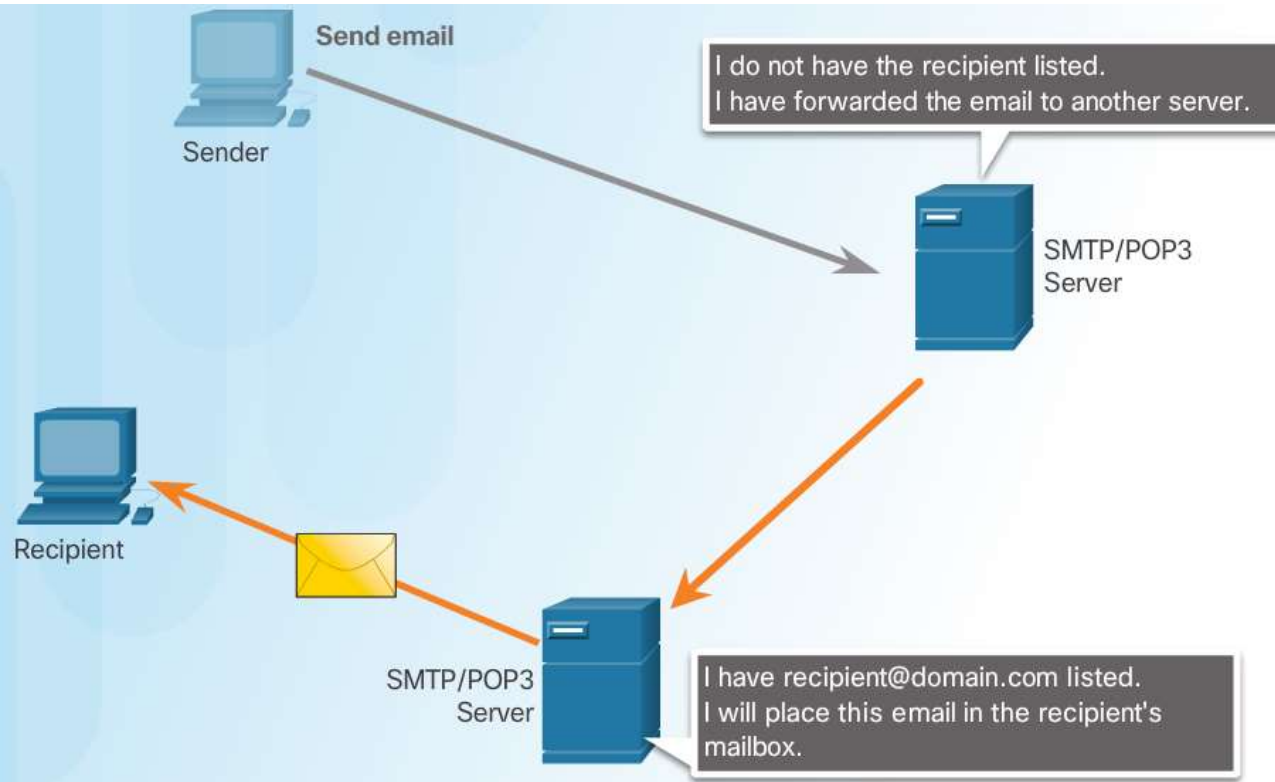 Send email
I do not have the recipient listed.
I have forwarded the email to another server.
Sender
SMTP/POP3
Server
Recipient
SMTP/POP3
Server
I have recipient@domain.com listed.
I will place this email in the recipient's
mailbox.